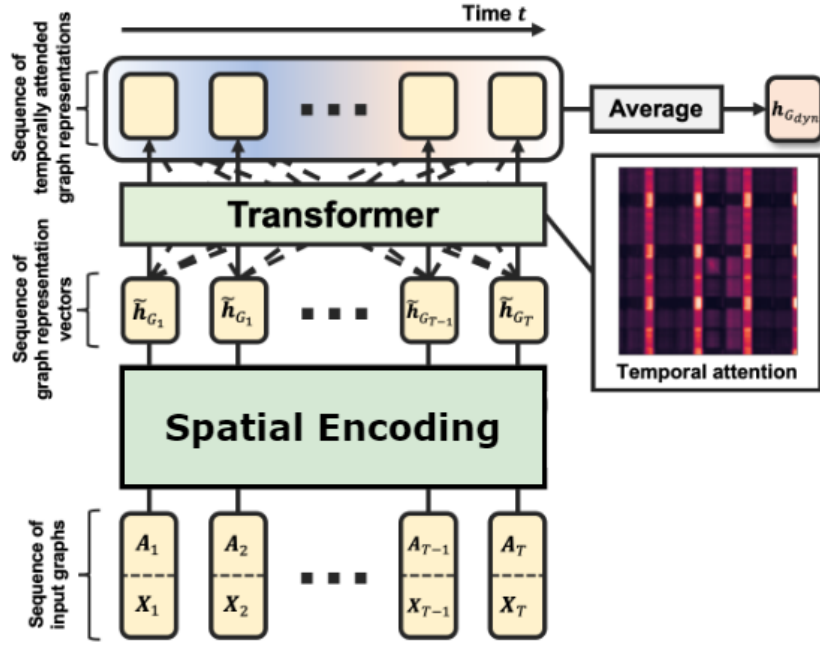 Time t
Sequence of
temporally attended
graph representations
Average
h_{G_{dyn}}
Transformer
Temporal attention
Sequence of
graph representation
vectors
h̃_{G_1}
h̃_{G_1}
h̃_{G_{T-1}}
h̃_{G_T}
Spatial Encoding
Sequence of
input graphs
A_1
A_2
A_{T-1}
A_T
X_1
X_2
X_{T-1}
X_T